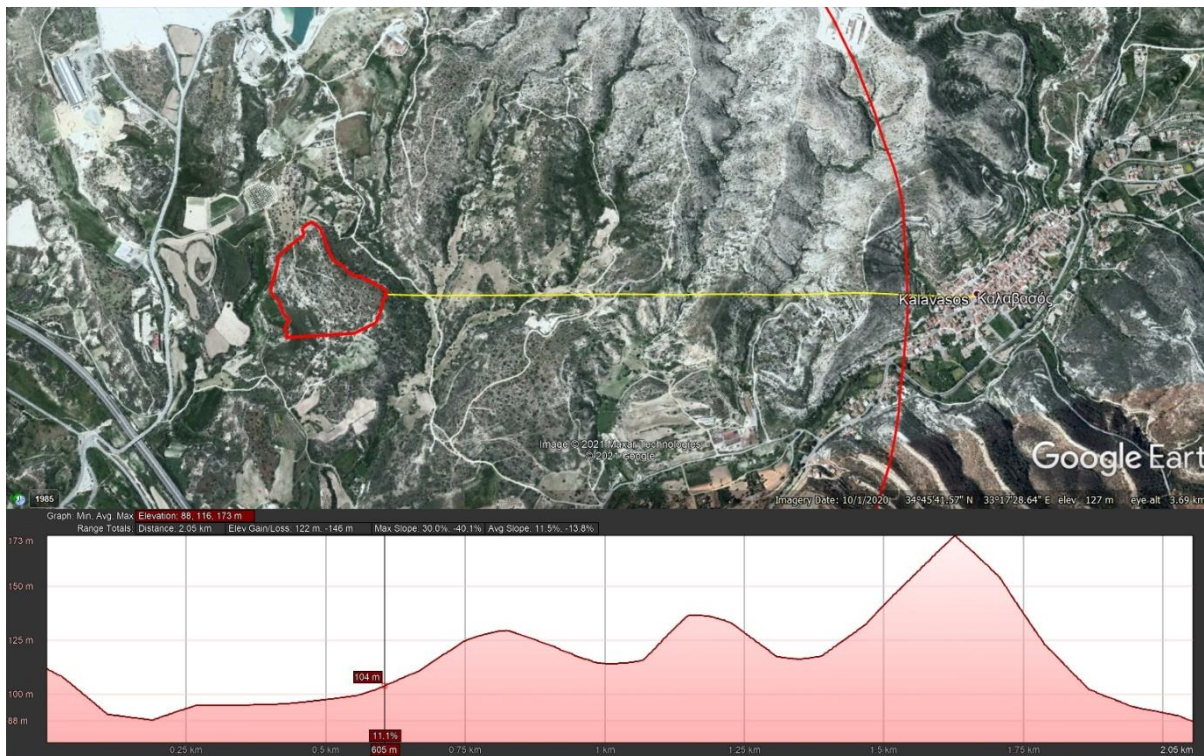 Kalavasos Καλαβασός
Image © 2021 Maxar Technologies
© 2021 Google
Google Eart
1985
Imagery Date: 10/1/2020 34°45'41.57" N 33°17'28.64" E elev 127 m eye alt 3.69 km
Graph: Min, Avg, Max Elevation: 88, 116, 173 m
Range Totals: Distance: 2.05 km Elev Gain/Loss: 122 m, -146 m Max Slope: 30.0%, -40.1% Avg Slope: 11.5%, -13.8%
173 m
150 m
125 m
104 m
100 m
88 m
11.1%
0.25 km 0.5 km 605 m 0.75 km 1 km 1.25 km 1.5 km 1.75 km 2.05 km